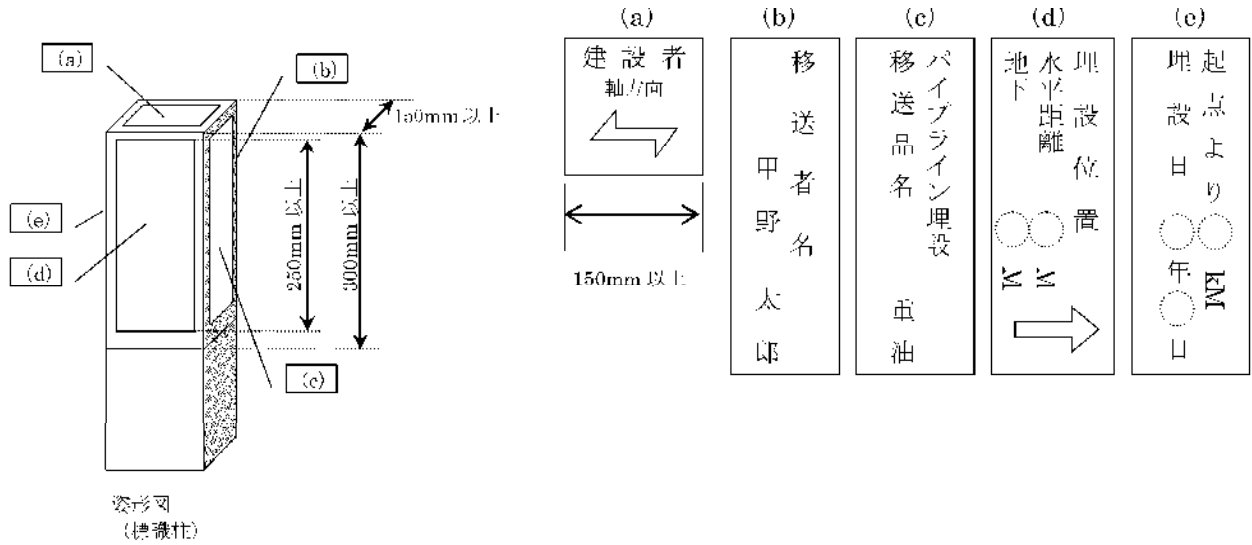 (a)
(b)
150mm 以上
250mm 以上
300mm 以上
(e)
(d)
(c)
姿形図
(標識柱)
(a)
建設者
軸方向
150mm 以上
(b)
移送者名
甲野 太郎
(c)
パイプライン埋設
移送品名 重油
(d)
埋設位置
水平距離 ○M
地下 ○M
(e)
起点より ○kM
埋設日 ○年○日